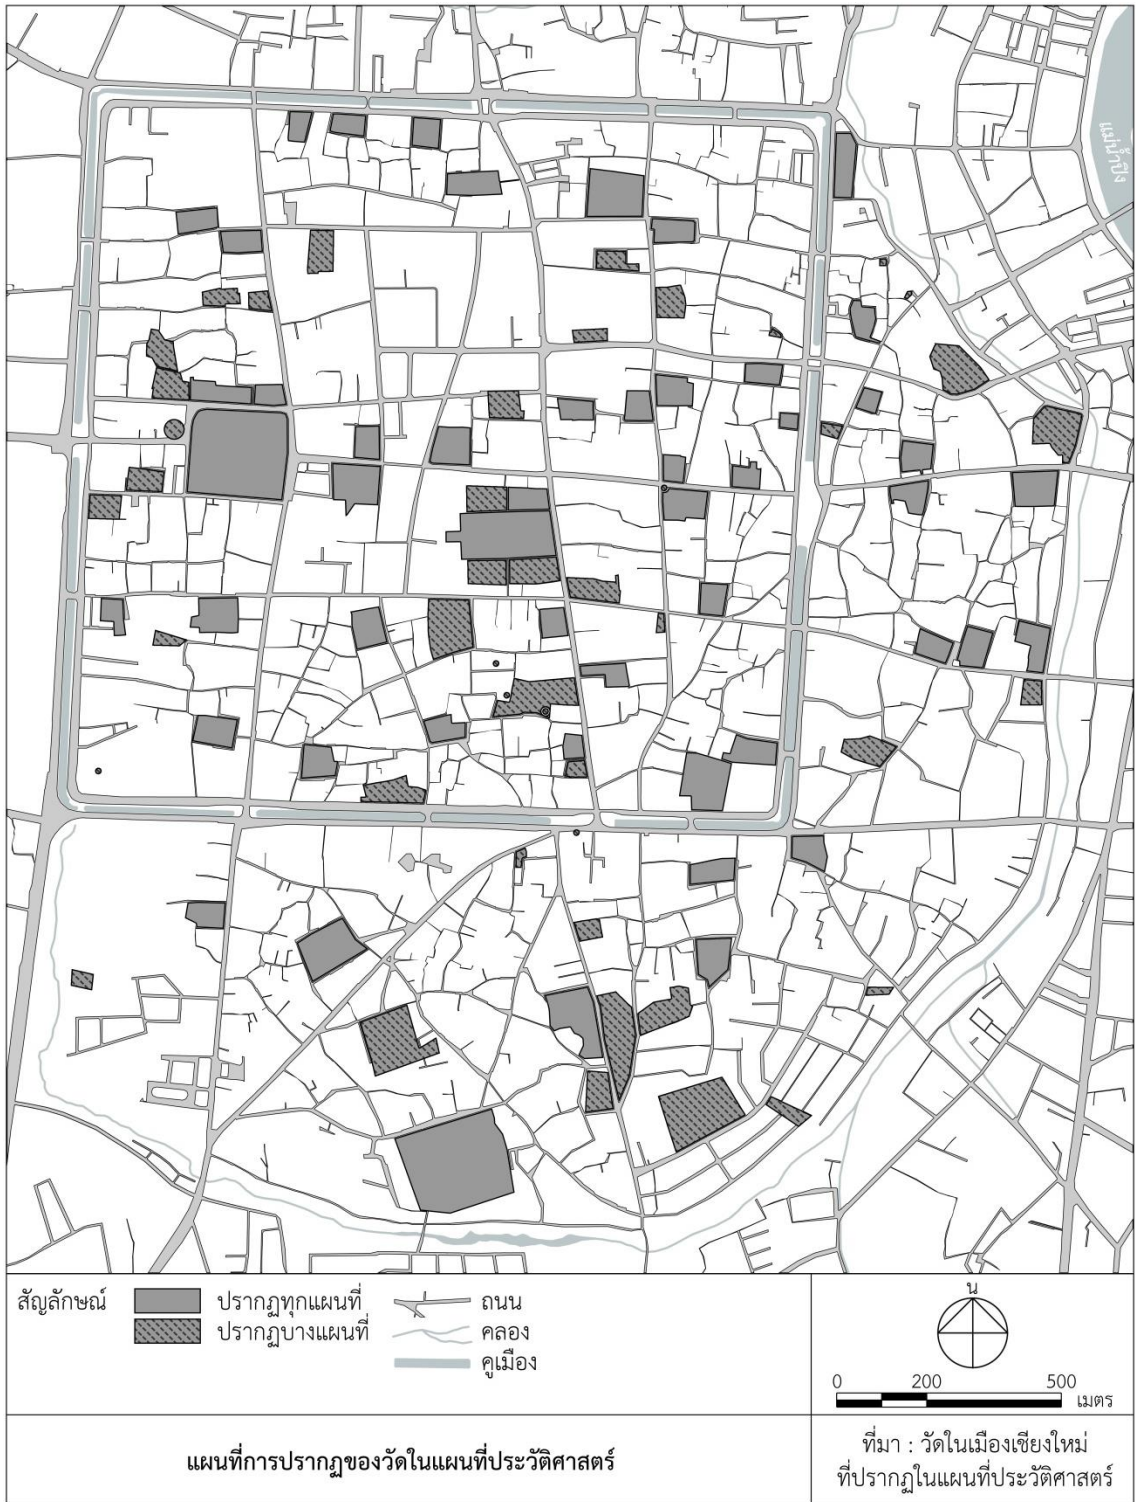 แม่น้ำปิง
สัญลักษณ์
ปรากฏทุกแผนที่
ปรากฏบางแผนที่
ถนน
คลอง
คูเมือง
น
0 200 500
เมตร
แผนที่การปรากฏของวัดในแผนที่ประวัติศาสตร์
ที่มา : วัดในเมืองเชียงใหม่
ที่ปรากฏในแผนที่ประวัติศาสตร์